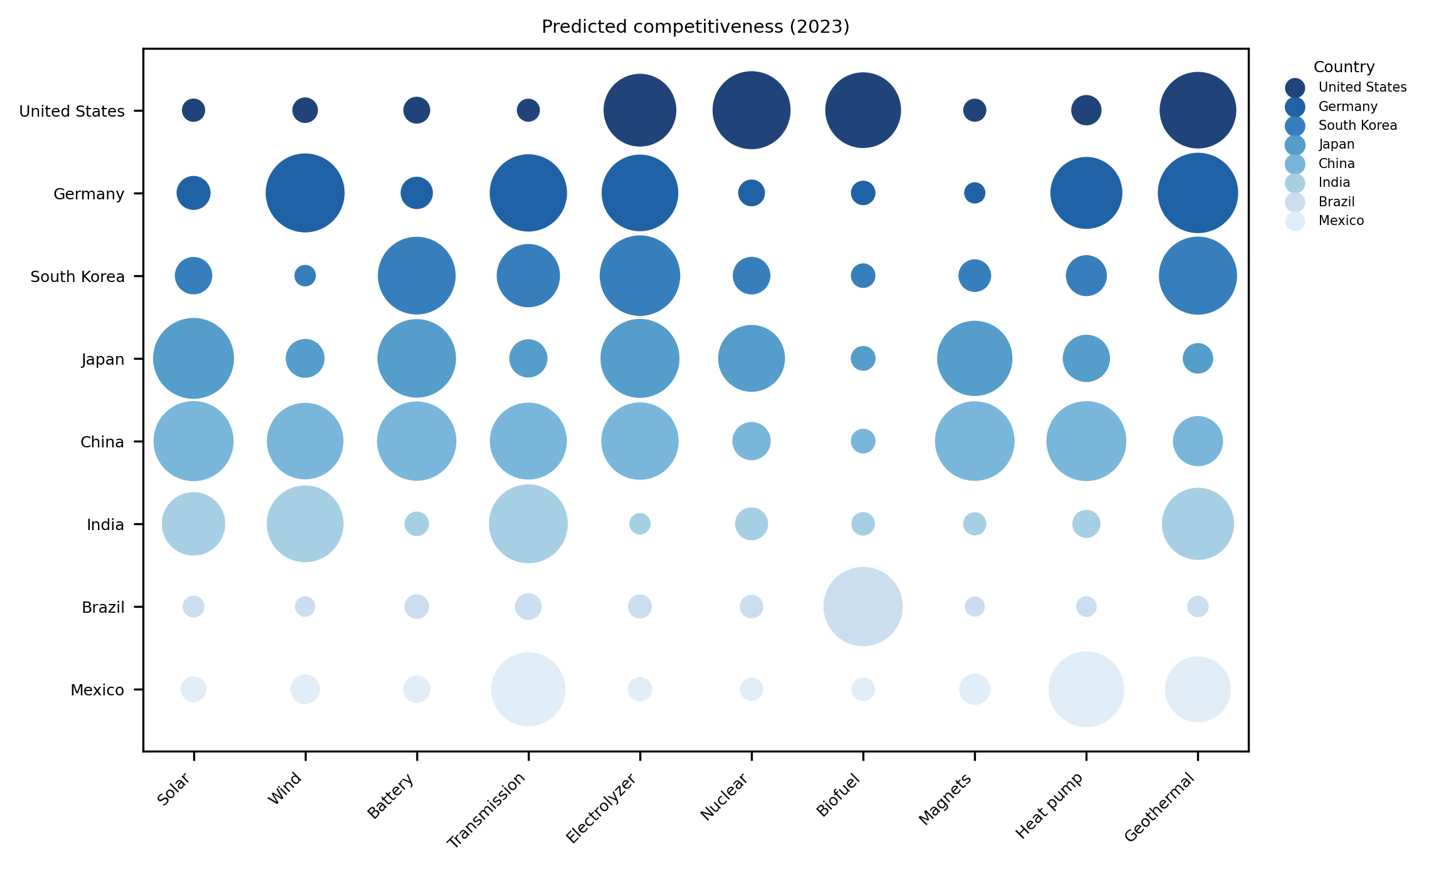 Predicted competitiveness (2023)
United States
Germany
South Korea
Japan
China
India
Brazil
Mexico
Solar
Wind
Battery
Transmission
Electrolyzer
Nuclear
Biofuel
Magnets
Heat pump
Geothermal
Country
United States
Germany
South Korea
Japan
China
India
Brazil
Mexico